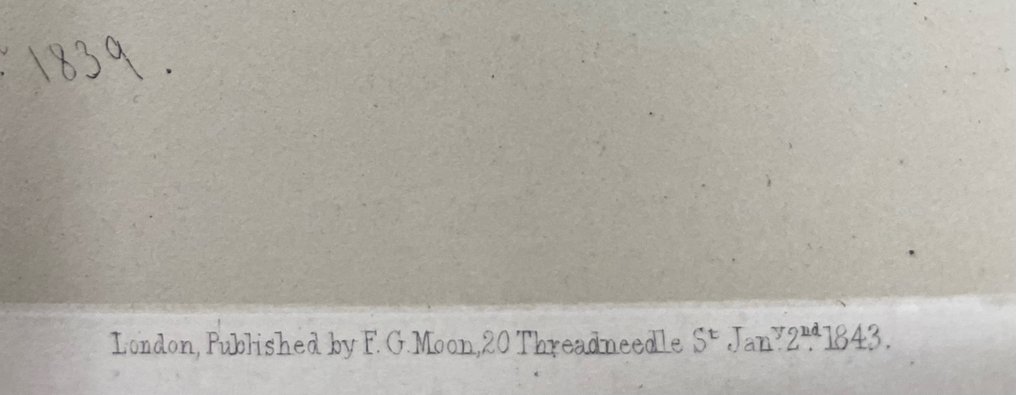 1839.
London, Published by F. G. Moon, 20 Threadneedle St Jany. 2nd. 1843.